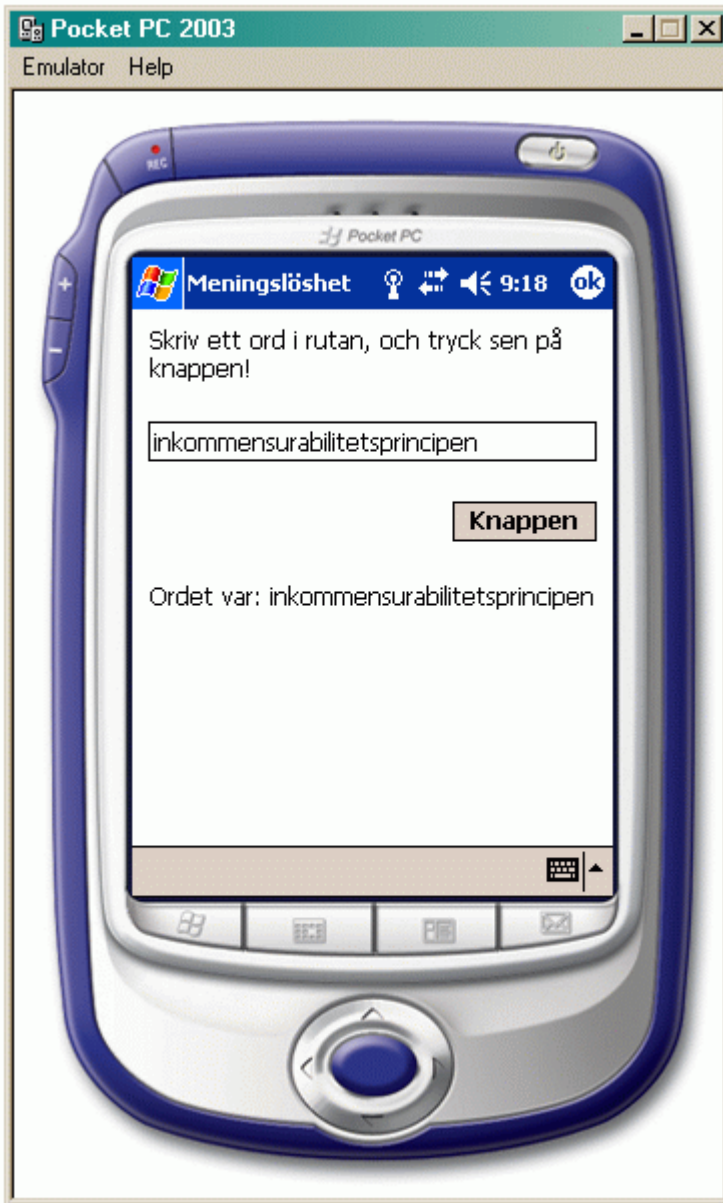 Pocket PC 2003
Emulator Help
REC
Pocket PC
Meningslöshet 9:18 ok
+
-
Skriv ett ord i rutan, och tryck sen på
knappen!
inkommensurabilitetsprincipen
Knappen
Ordet var: inkommensurabilitetsprincipen